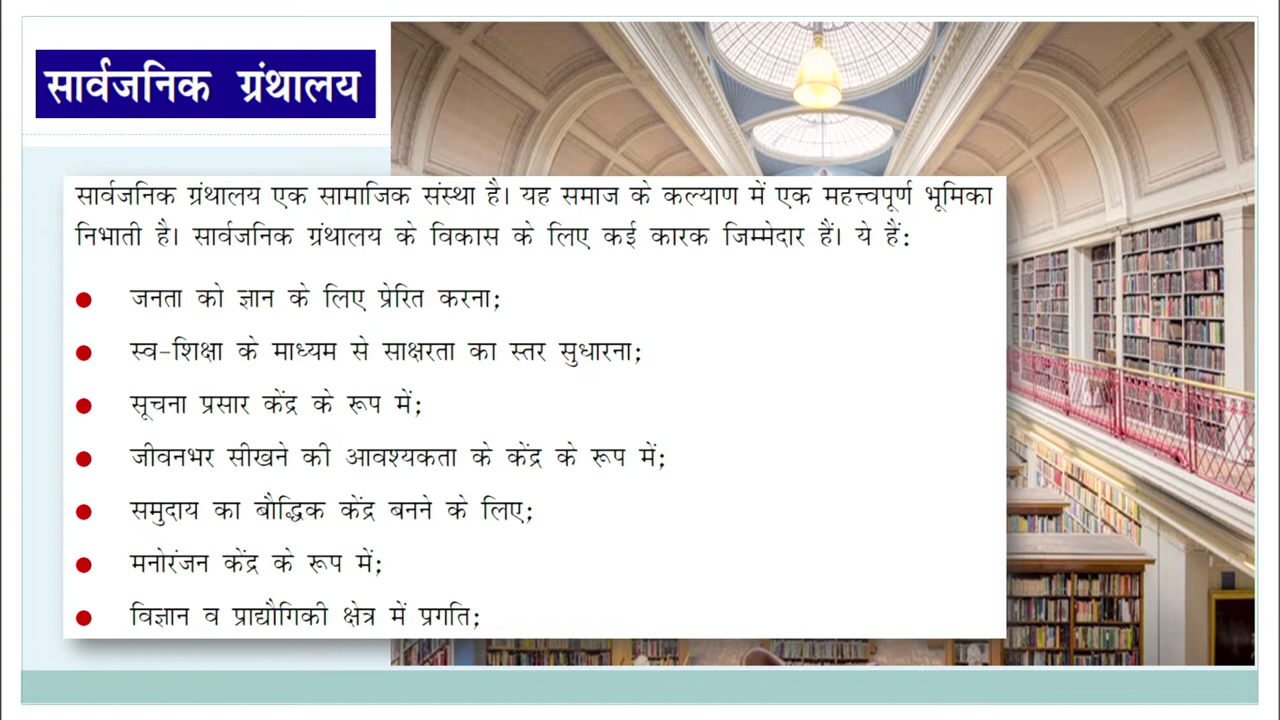 सार्वजनिक ग्रंथालय
सार्वजनिक ग्रंथालय एक सामाजिक संस्था है। यह समाज के कल्याण में एक महत्त्वपूर्ण भूमिका
निभाती है। सार्वजनिक ग्रंथालय के विकास के लिए कई कारक जिम्मेदार हैं। ये हैं:
● जनता को ज्ञान के लिए प्रेरित करना;
● स्व-शिक्षा के माध्यम से साक्षरता का स्तर सुधारना;
● सूचना प्रसार केंद्र के रूप में;
● जीवनभर सीखने की आवश्यकता के केंद्र के रूप में;
● समुदाय का बौद्धिक केंद्र बनने के लिए;
● मनोरंजन केंद्र के रूप में;
● विज्ञान व प्राद्यौगिकी क्षेत्र में प्रगति;